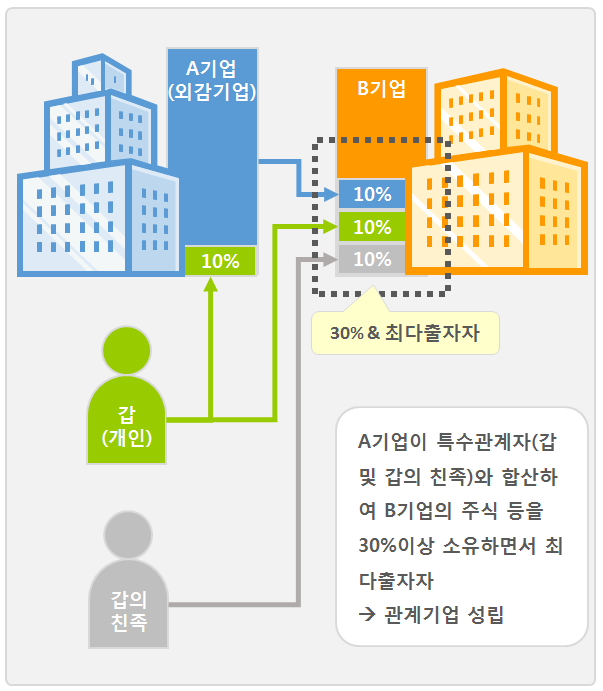 A기업
(외감기업)
10%
B기업
10%
10%
10%
30% & 최다출자자
갑
(개인)
갑의
친족
A기업이 특수관계자(갑
및 갑의 친족)와 합산하
여 B기업의 주식 등을
30%이상 소유하면서 최
다출자자
→ 관계기업 성립